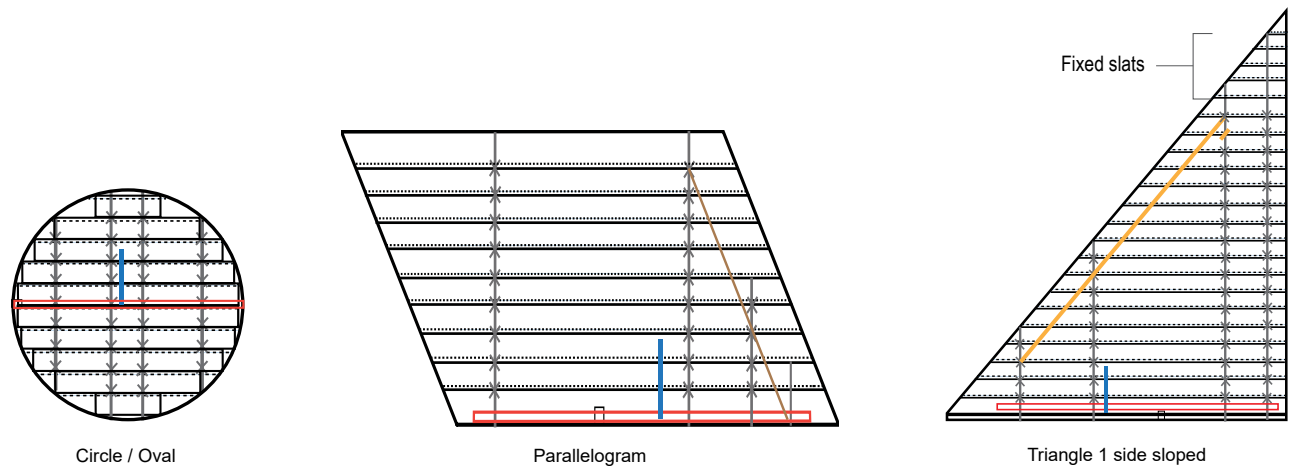 Fixed slats
Circle / Oval
Parallelogram
Triangle 1 side sloped